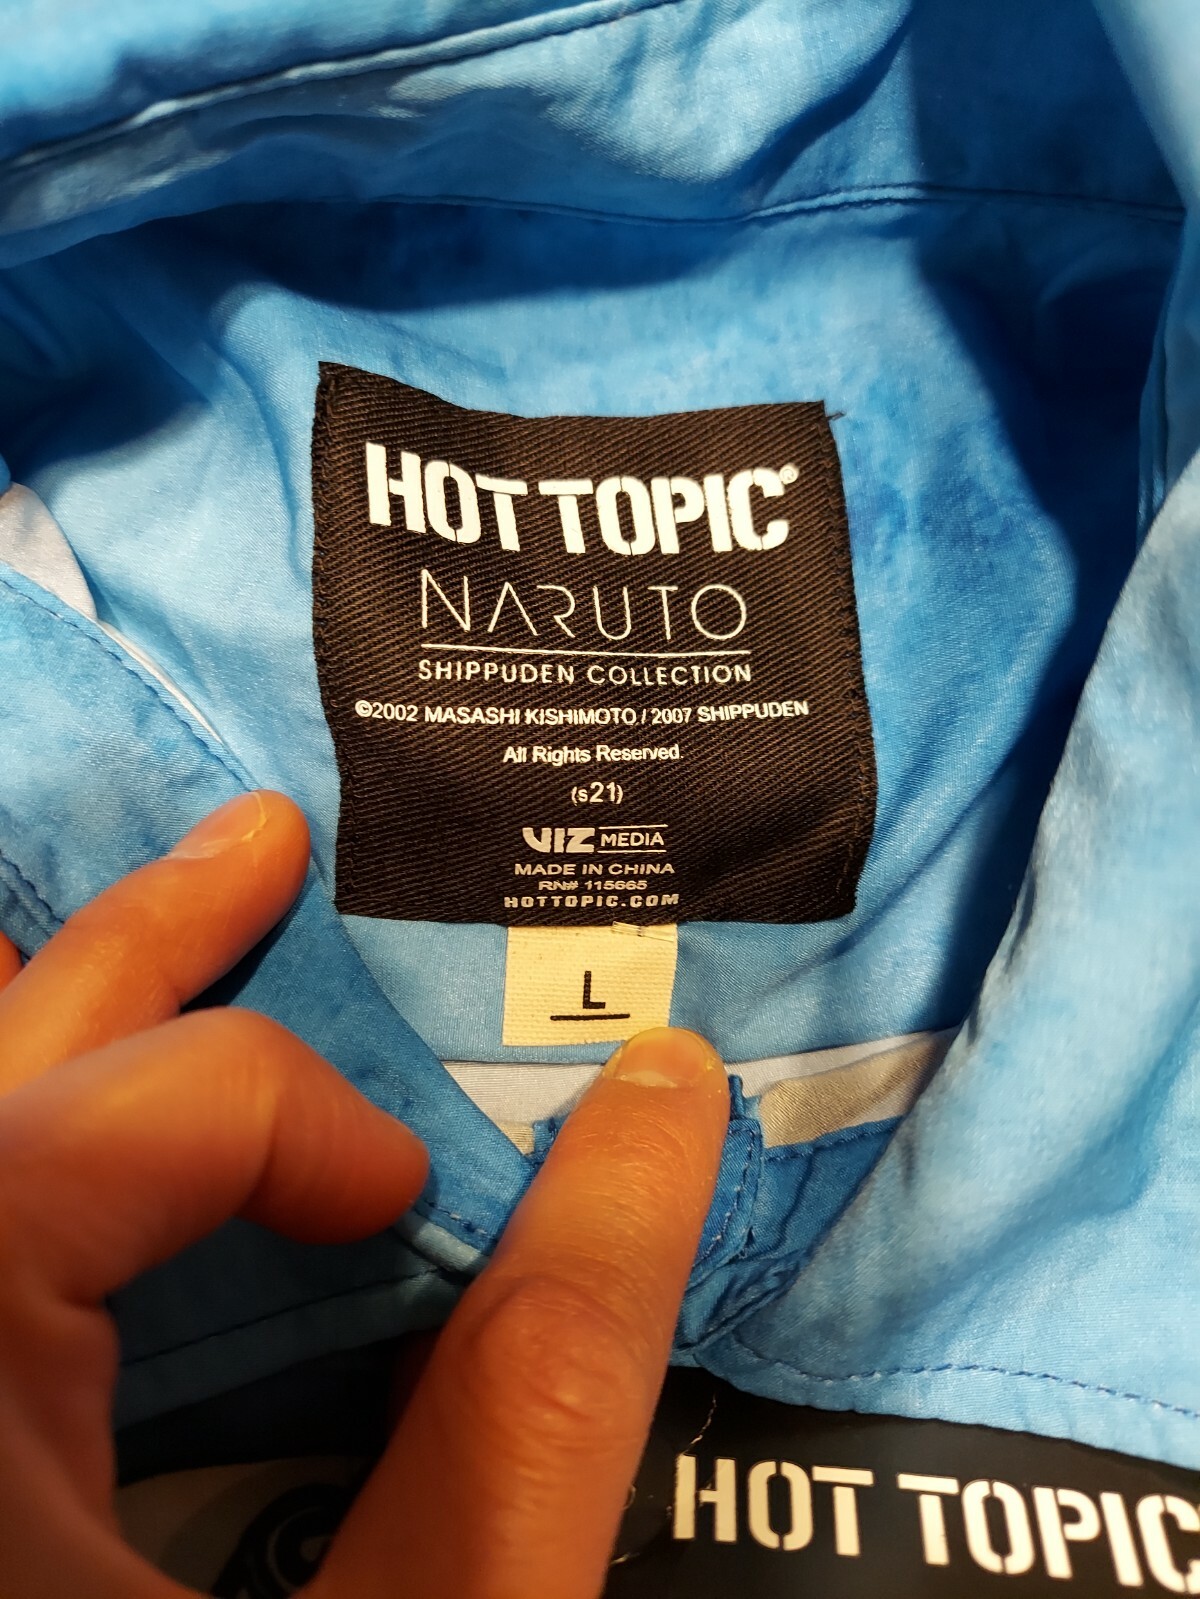 HOT TOPIC®
NARUTO
SHIPPUDEN COLLECTION
©2002 MASASHI KISHIMOTO / 2007 SHIPPUDEN
All Rights Reserved.
(s21)
VIZ MEDIA
MADE IN CHINA
RN# 115665
HOTTOPIC.COM
L
HOT TOPIC